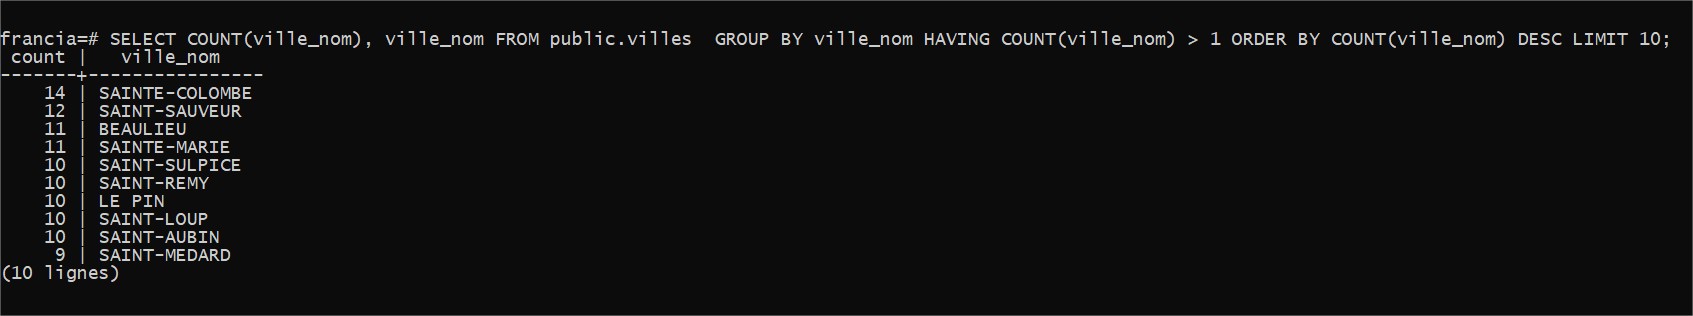 francia=# SELECT COUNT(ville_nom), ville_nom FROM public.villes  GROUP BY ville_nom HAVING COUNT(ville_nom) > 1 ORDER BY COUNT(ville_nom) DESC LIMIT 10;
 count |   ville_nom
-------+----------------
    14 | SAINTE-COLOMBE
    12 | SAINT-SAUVEUR
    11 | BEAULIEU
    11 | SAINTE-MARIE
    10 | SAINT-SULPICE
    10 | SAINT-REMY
    10 | LE PIN
    10 | SAINT-LOUP
    10 | SAINT-AUBIN
     9 | SAINT-MEDARD
(10 lignes)